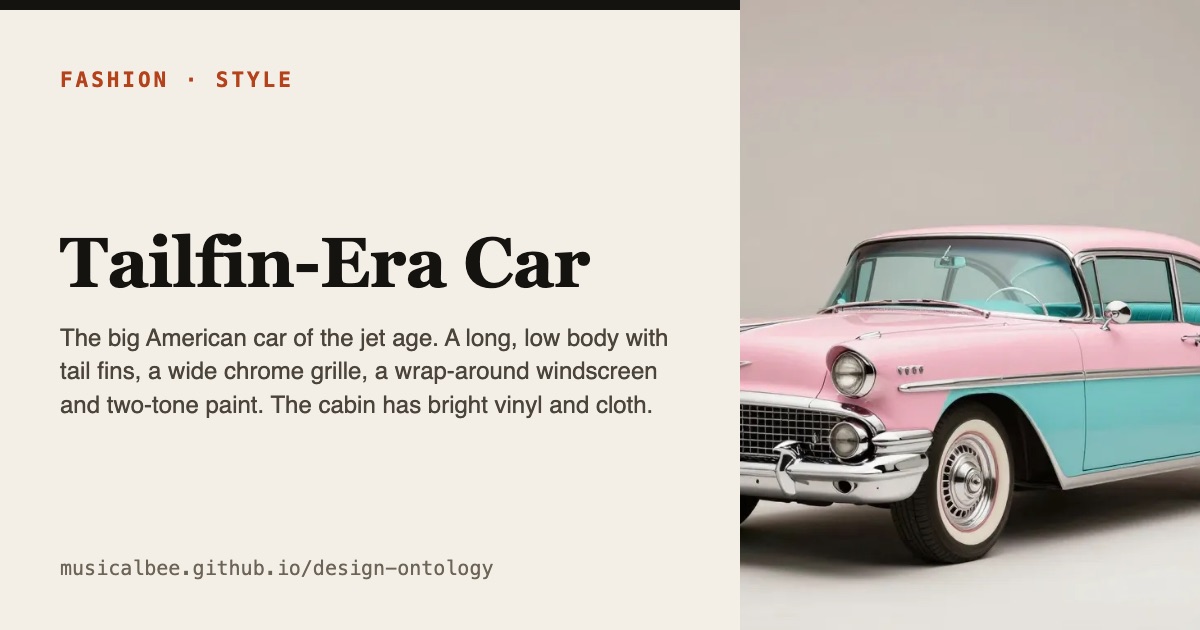 FASHION · STYLE
Tailfin-Era Car
The big American car of the jet age. A long, low body with
tail fins, a wide chrome grille, a wrap-around windscreen
and two-tone paint. The cabin has bright vinyl and cloth.
musicalbee.github.io/design-ontology